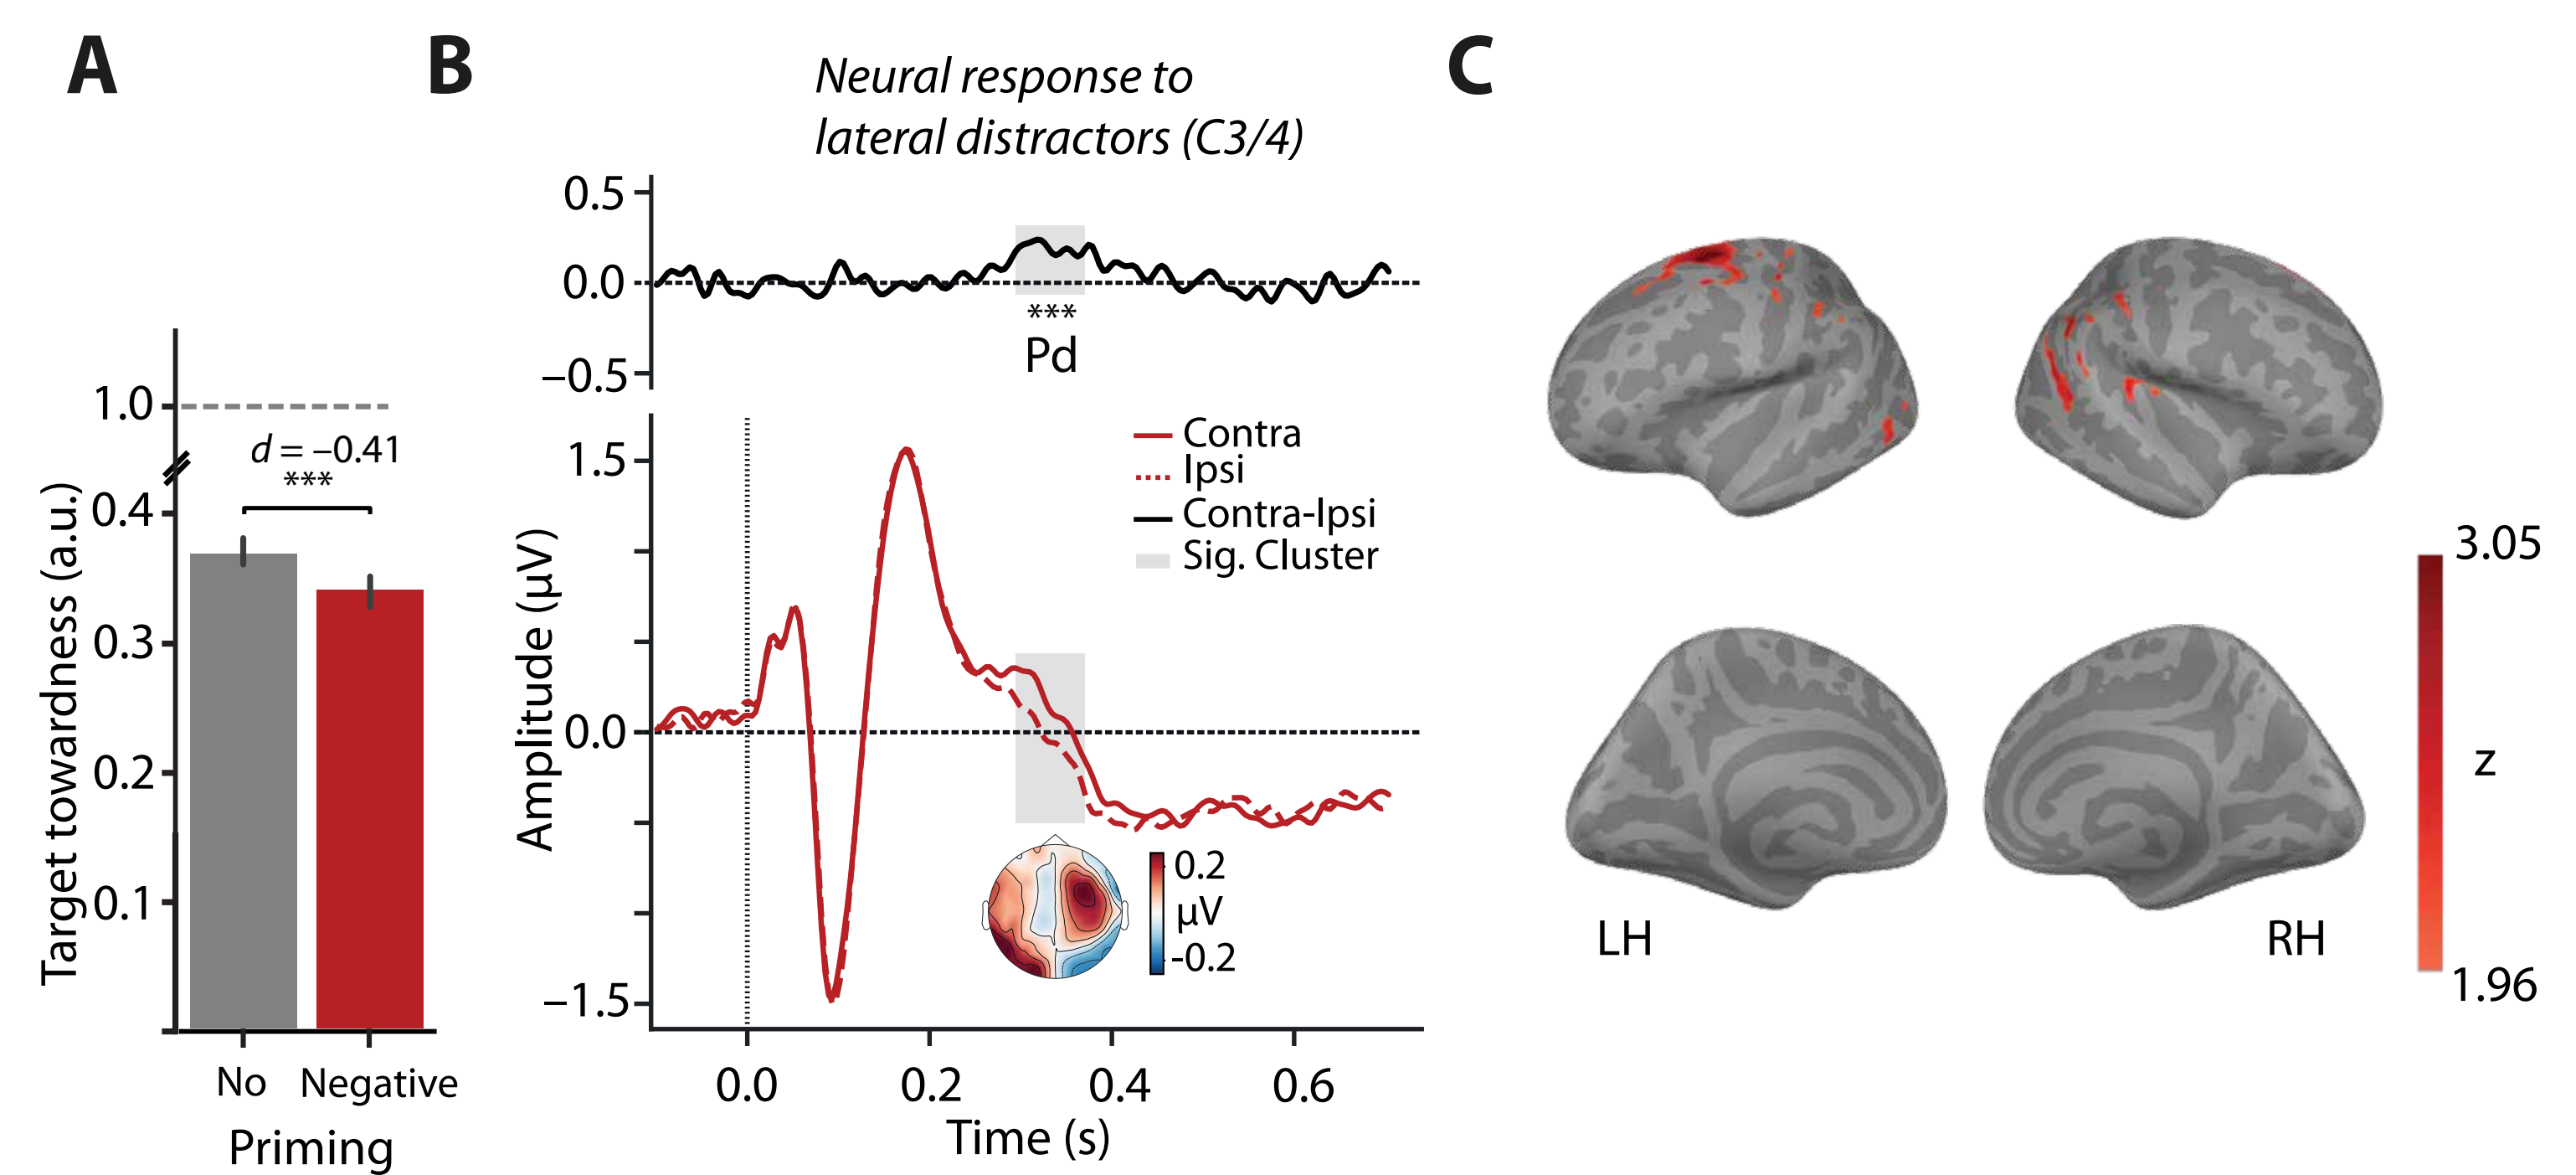 A
Target towardness (a.u.)
1.0
0.4
0.3
0.2
0.1
d = −0.41
***
No
Negative
Priming
B
Neural response to
lateral distractors (C3/4)
0.5
0.0
−0.5
***
Pd
Amplitude (µV)
1.5
0.0
−1.5
Contra
Ipsi
Contra-Ipsi
Sig. Cluster
0.2
µV
-0.2
0.0
0.2
0.4
0.6
Time (s)
C
LH
RH
3.05
z
1.96